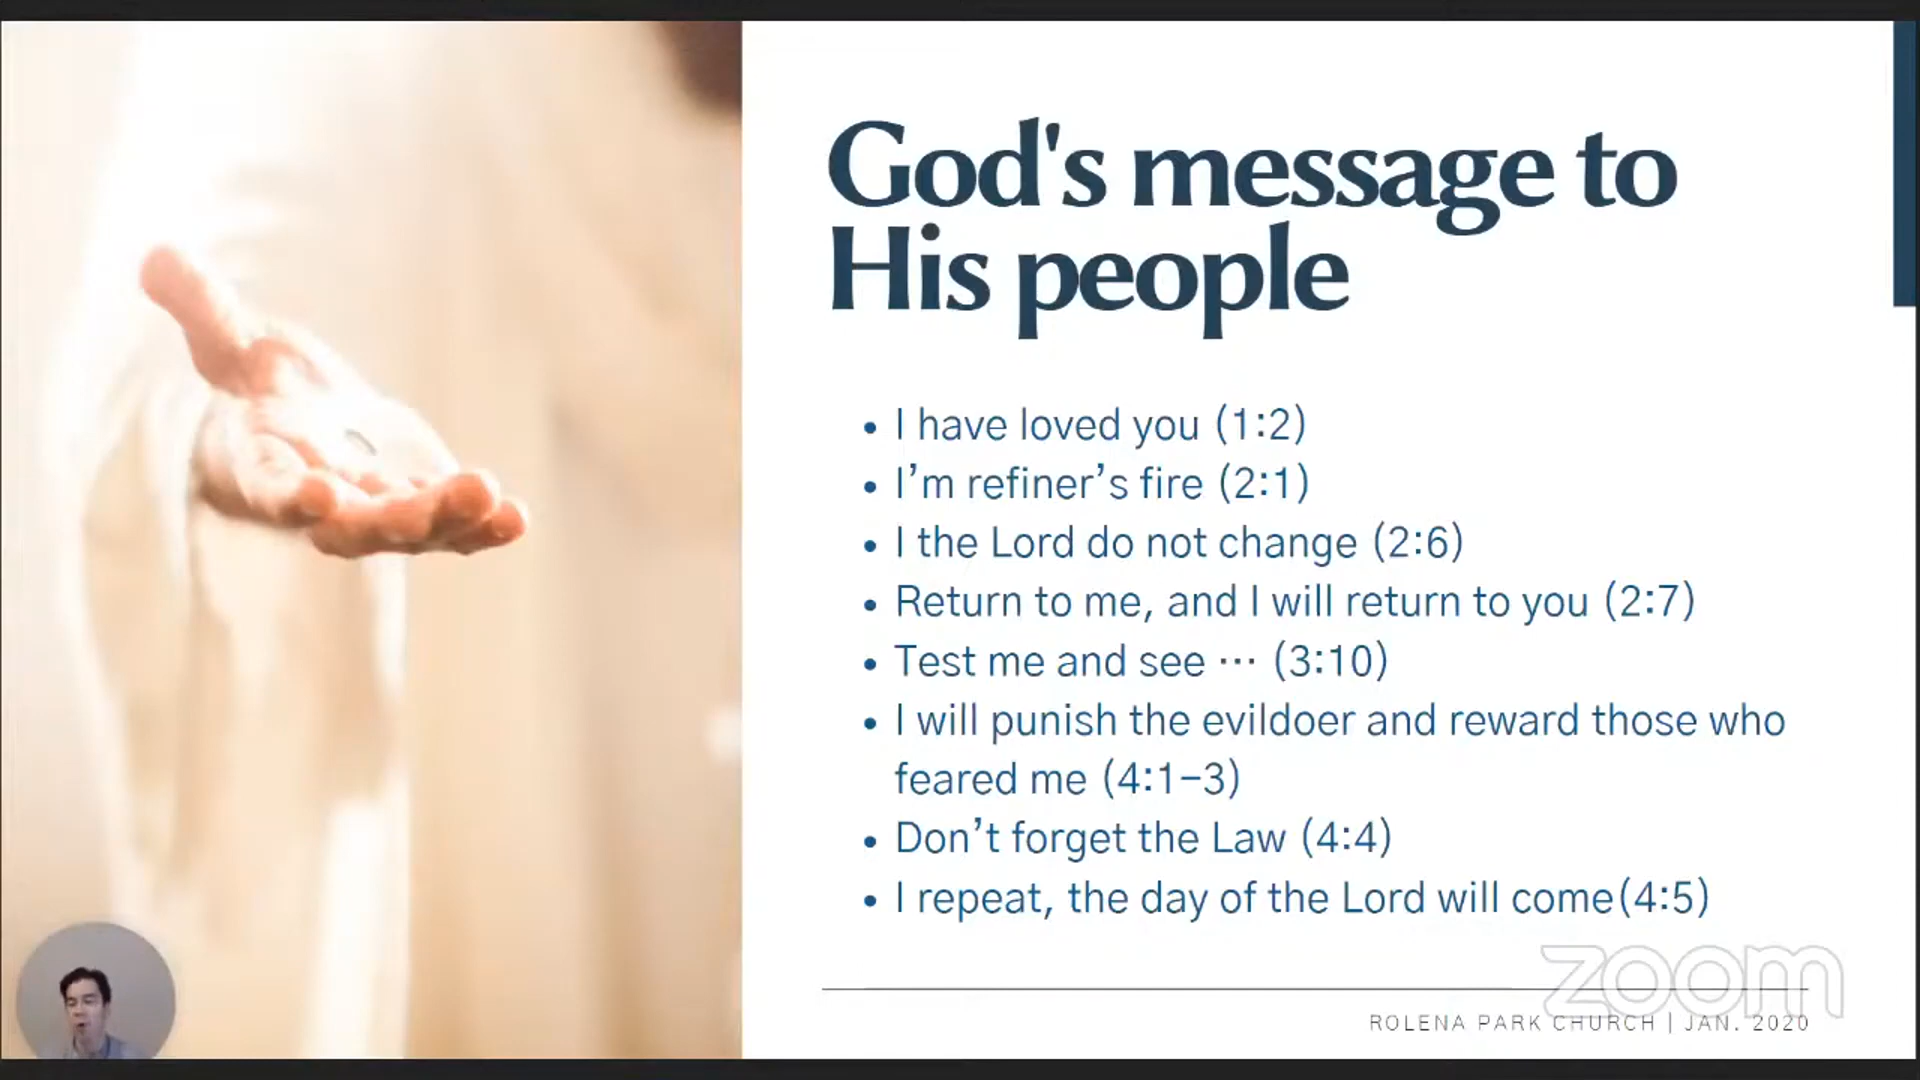 God's message to
His people
• I have loved you (1:2)
• I’m refiner’s fire (2:1)
• I the Lord do not change (2:6)
• Return to me, and I will return to you (2:7)
• Test me and see ··· (3:10)
• I will punish the evildoer and reward those who
feared me (4:1–3)
• Don’t forget the Law (4:4)
• I repeat, the day of the Lord will come(4:5)
zoom
ROLENA PARK CHURCH | JAN. 2020